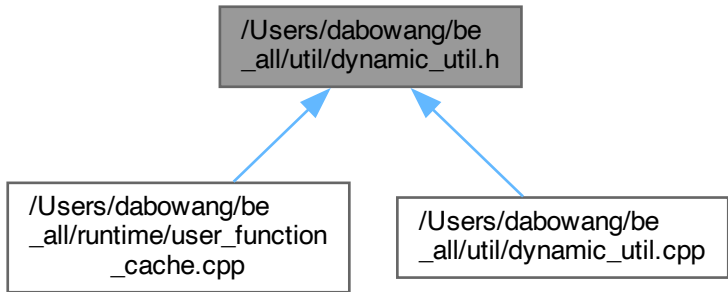 /Users/dabowang/be
_all/util/dynamic_util.h
/Users/dabowang/be
_all/runtime/user_function
_cache.cpp
/Users/dabowang/be
_all/util/dynamic_util.cpp